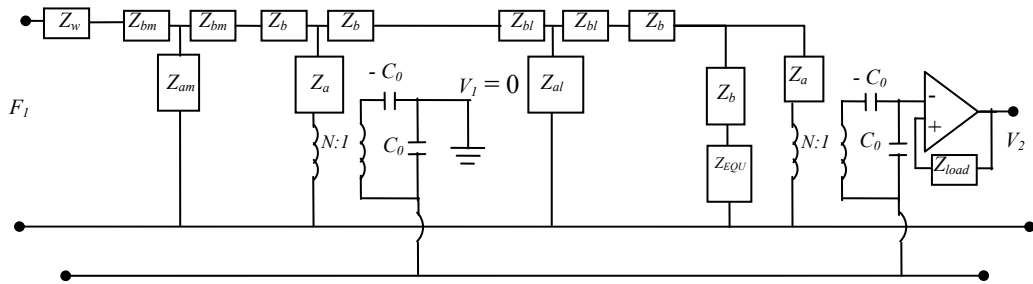 Z_w Z_bm Z_bm Z_b Z_b Z_bl Z_bl Z_b
Z_am Z_a - C_0 V_1 = 0 Z_al Z_b Z_a - C_0 -
F_1 N:1 C_0 Z_EQU N:1 C_0 + Z_load V_2